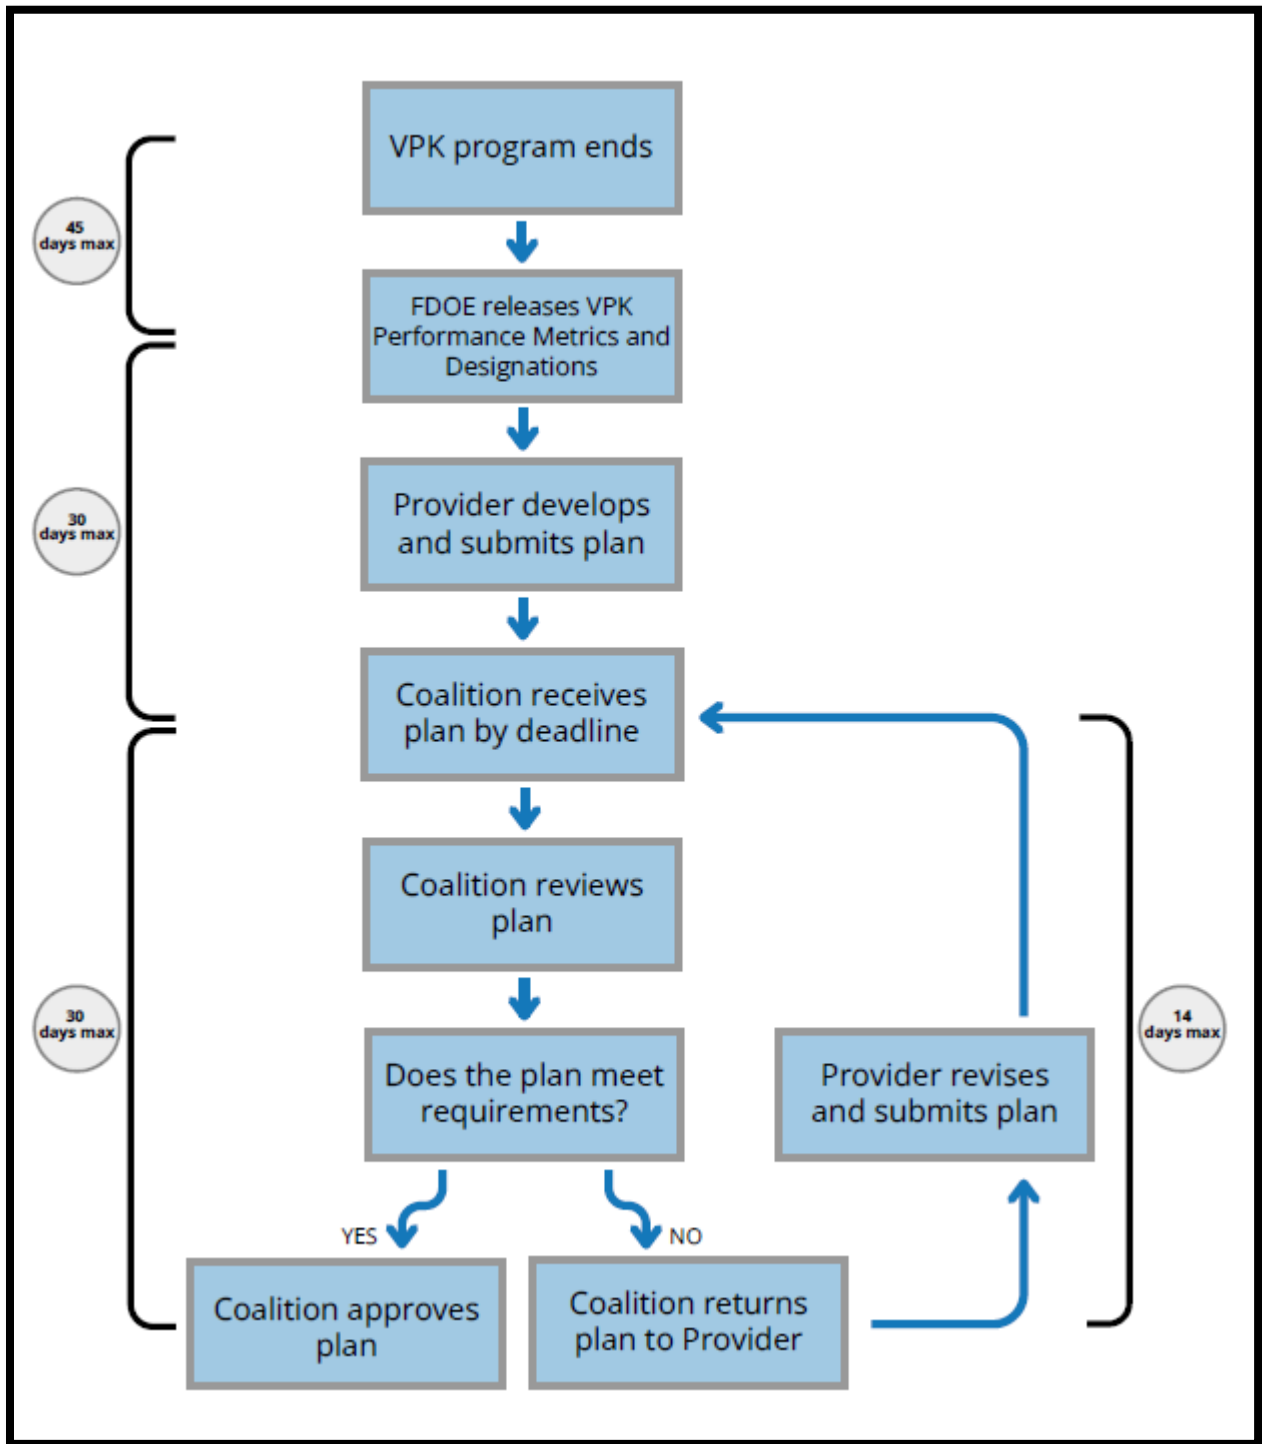 VPK program ends
45
days max
FDOE releases VPK
Performance Metrics and
Designations
30
days max
Provider develops
and submits plan
Coalition receives
plan by deadline
Coalition reviews
plan
30
days max
Does the plan meet
requirements?
Provider revises
and submits plan
14
days max
YES
NO
Coalition approves
plan
Coalition returns
plan to Provider